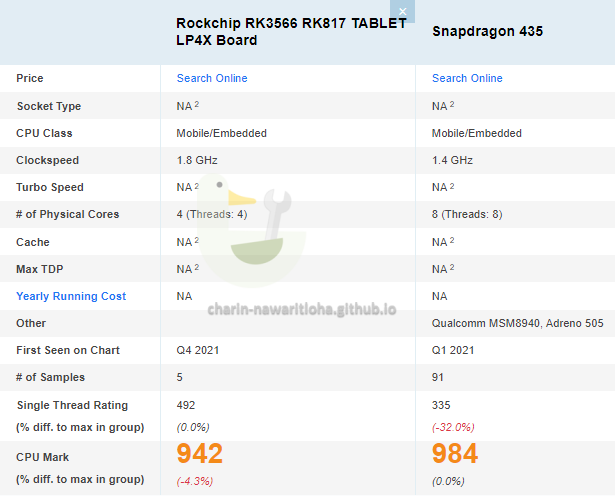 ×
Rockchip RK3566 RK817 TABLET
LP4X Board
Snapdragon 435
Price
Search Online
Search Online
Socket Type
NA 2
NA 2
CPU Class
Mobile/Embedded
Mobile/Embedded
Clockspeed
1.8 GHz
1.4 GHz
Turbo Speed
NA 2
NA 2
# of Physical Cores
4 (Threads: 4)
8 (Threads: 8)
Cache
NA 2
NA 2
Max TDP
NA 2
NA 2
Yearly Running Cost
NA
NA
charin-nawaritloha.github.io
Other
Qualcomm MSM8940, Adreno 505
First Seen on Chart
Q4 2021
Q1 2021
# of Samples
5
91
Single Thread Rating
(% diff. to max in group)
492
(0.0%)
335
(-32.0%)
CPU Mark
(% diff. to max in group)
942
(-4.3%)
984
(0.0%)